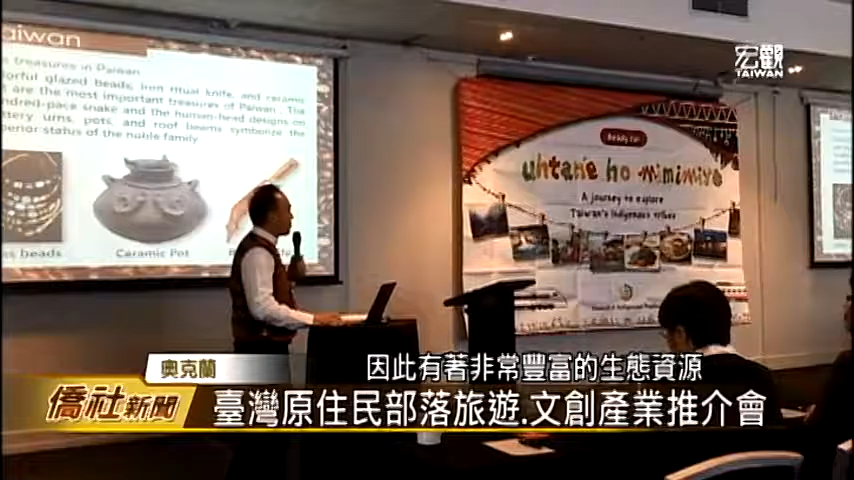 aiwan
treasures in Paiwan
orful glazed beads, iron ritual knife, and ceramic
are the most important treasures of Paiwan. The
ndred-pace snake and the human-head designs on
ttery urns, pots, and roof beams symbolize the
perior status of the noble family.
ss beads
Ceramic Pot
Ready for
uhtan'e ho mimimiyo
A journey to explore
Taiwan's Indigenous tribes
宏觀
TAIWAN
奧克蘭
因此有著非常豐富的生態資源
僑社新聞
臺灣原住民部落旅遊.文創產業推介會